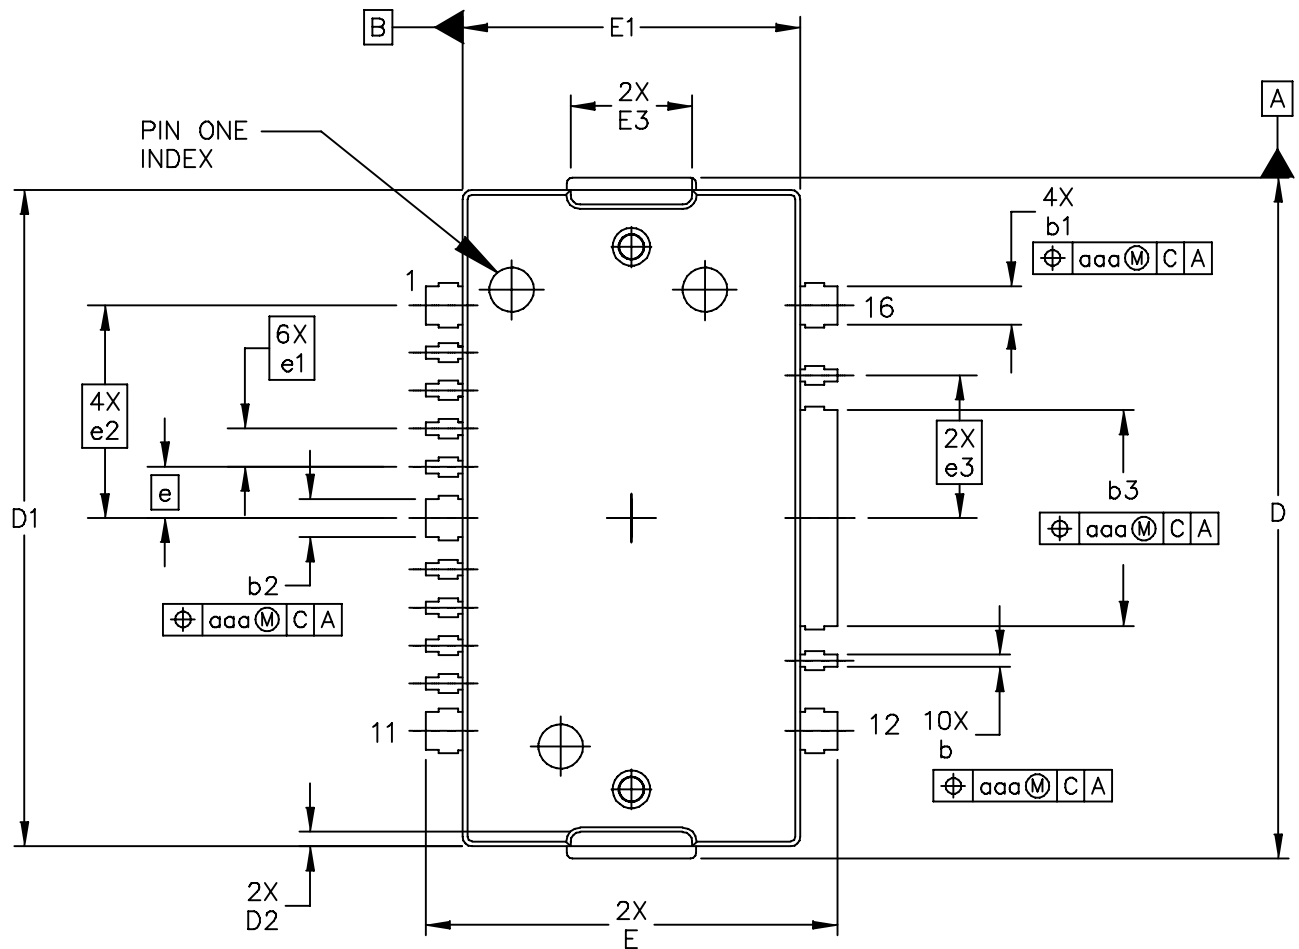 B
E1
2X
E3
A
PIN ONE
INDEX
4X
b1
⌖ aaa Ⓜ C A
1
16
6X
e1
4X
e2
2X
e3
e
b3
⌖ aaa Ⓜ C A
D1
D
b2
⌖ aaa Ⓜ C A
11
12
10X
b
⌖ aaa Ⓜ C A
2X
D2
2X
E